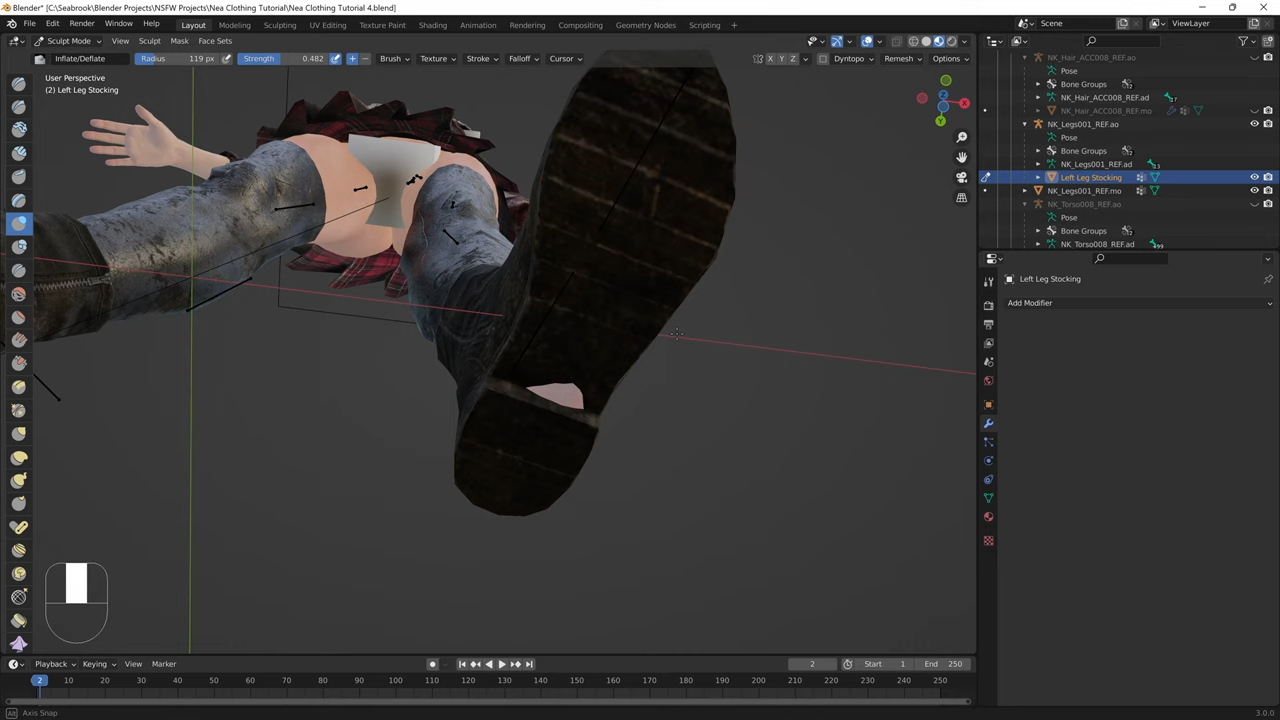 Blender* [C:\Seabrook\Blender Projects\NSFW Projects\Nea Clothing Tutorial\Nea Clothing Tutorial 4.blend]
File Edit Render Window Help Layout Modeling Sculpting UV Editing Texture Paint Shading Animation Rendering Compositing Geometry Nodes Scripting + Scene ViewLayer
Sculpt Mode View Sculpt Mask Face Sets
Inflate/Deflate Radius 119 px Strength 0.482 Brush Texture Stroke Falloff Cursor X Y Z Dyntopo Remesh Options
User Perspective
(2) Left Leg Stocking
Z
X
Y
NK_Hair_ACC008_REF.ao
Pose
Bone Groups 12
NK_Hair_ACC008_REF.ad 17
NK_Hair_ACC008_REF.mo
NK_Legs001_REF.ao
Pose
Bone Groups 12
NK_Legs001_REF.ad 13
Left Leg Stocking
NK_Legs001_REF.mo
NK_Torso008_REF.ao
Pose
Bone Groups 12
NK_Torso008_REF.ad 99
Left Leg Stocking
Add Modifier
Playback Keying View Marker 2 Start 1 End 250
2 10 20 30 40 50 60 70 80 90 100 110 120 130 140 150 160 170 180 190 200 210 220 230 240 250
Alt Axis Snap 3.0.0